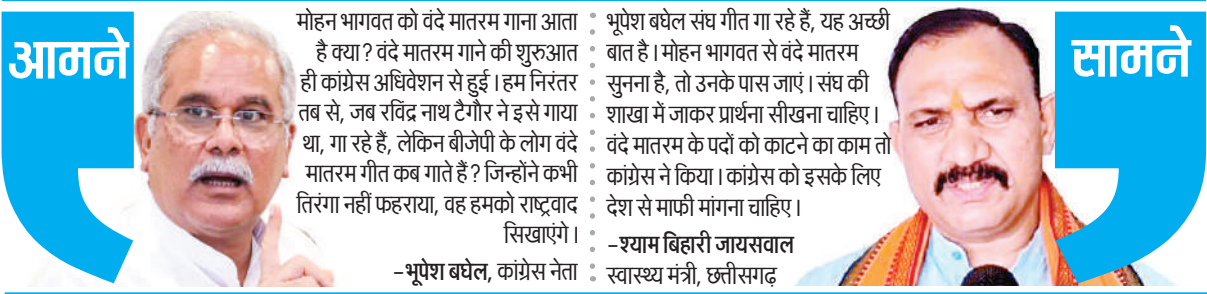 आमने
मोहन भागवत को वंदे मातरम गाना आता
है क्या? वंदे मातरम गाने की शुरुआत
ही कांग्रेस अधिवेशन से हुई। हम निरंतर
तब से, जब रविंद्र नाथ टैगौर ने इसे गाया
था, गा रहे हैं, लेकिन बीजेपी के लोग वंदे
मातरम गीत कब गाते हैं? जिन्होंने कभी
तिरंगा नहीं फहराया, वह हमको राष्ट्रवाद
सिखाएंगे।
-भूपेश बघेल, कांग्रेस नेता
भूपेश बघेल संघ गीत गा रहे हैं, यह अच्छी
बात है। मोहन भागवत से वंदे मातरम
सुनना है, तो उनके पास जाएं। संघ की
शाखा में जाकर प्रार्थना सीखना चाहिए।
वंदे मातरम के पदों को काटने का काम तो
कांग्रेस ने किया। कांग्रेस को इसके लिए
देश से माफी मांगना चाहिए।
-श्याम बिहारी जायसवाल
स्वास्थ्य मंत्री, छत्तीसगढ़
सामने